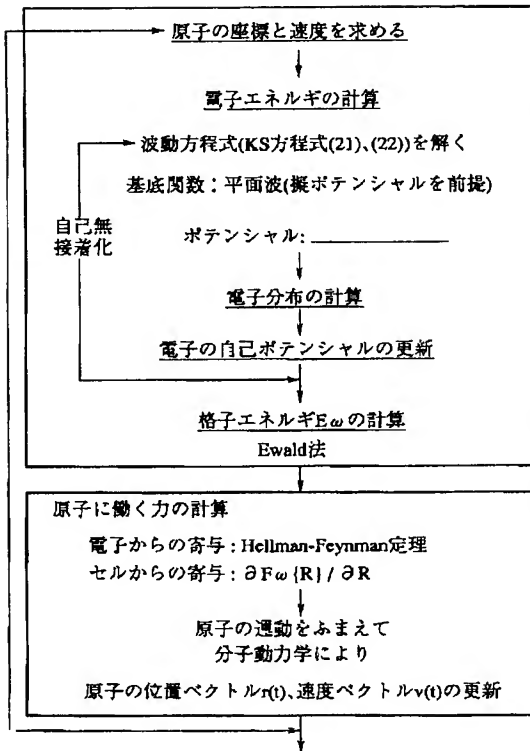 原子の座標と速度を求める
電子エネルギの計算
波動方程式(KS方程式(21)、(22))を解く
基底関数：平面波(擬ポテンシャルを前提)
自己無
接着化
ポテンシャル:
電子分布の計算
電子の自己ポテンシャルの更新
格子エネルギEωの計算
Ewald法
原子に働く力の計算
電子からの寄与：Hellman-Feynman定理
セルからの寄与：∂Fω{R}/∂R
原子の運動をふまえて
分子動力学により
原子の位置ベクトルr(t)、速度ベクトルv(t)の更新